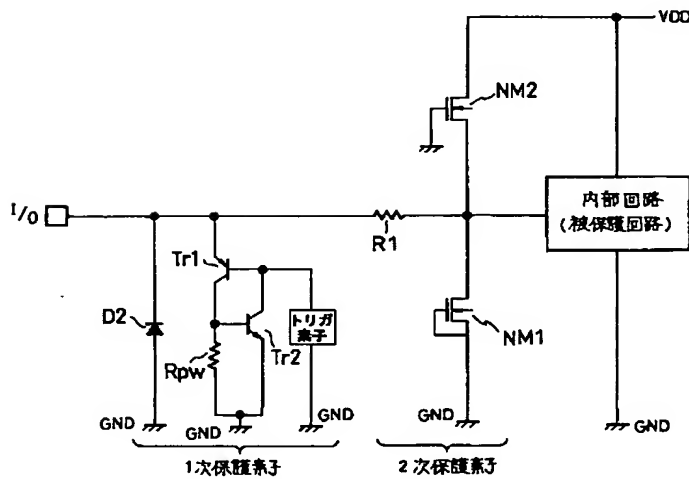 VDD
NM2
I/O
R1
内部回路
(被保護回路)
Tr1
D2
トリガ
素子
Tr2
Rpw
NM1
GND
GND
GND
GND
GND
1次保護素子
2次保護素子